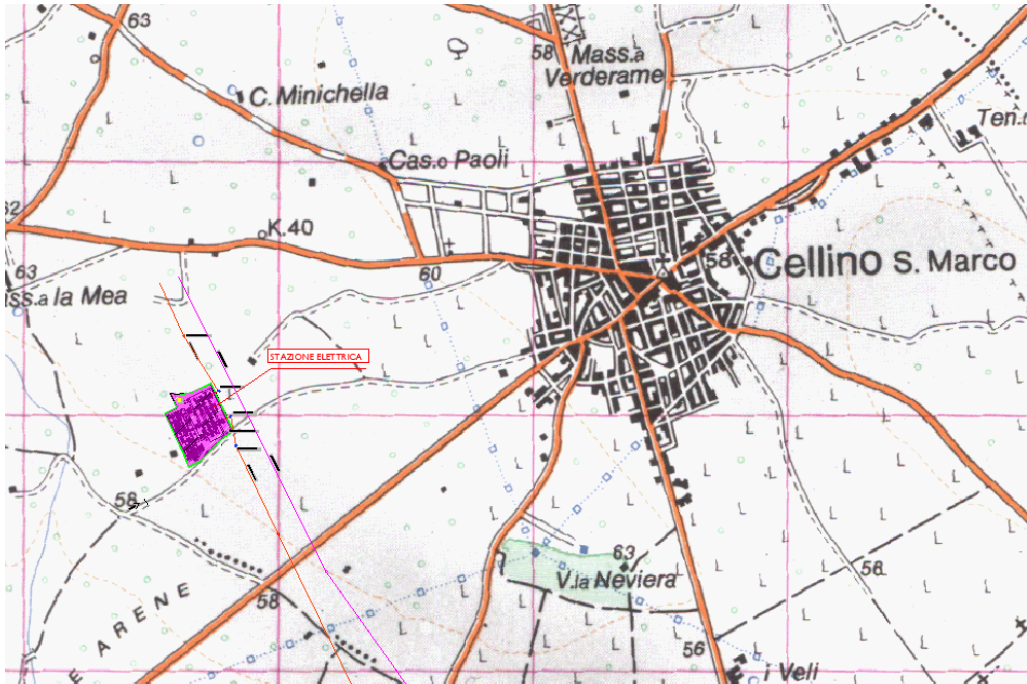 63
58
Mass.a
Verderame
C. Minichella
Ten.
Cas.o Paoli
62
K.40
60
58
Cellino S. Marco
63
ss.a la Mea
STAZIONE ELETTRICA
58
63
V.la Neviera
56
58
E ARENE
56
i Veli